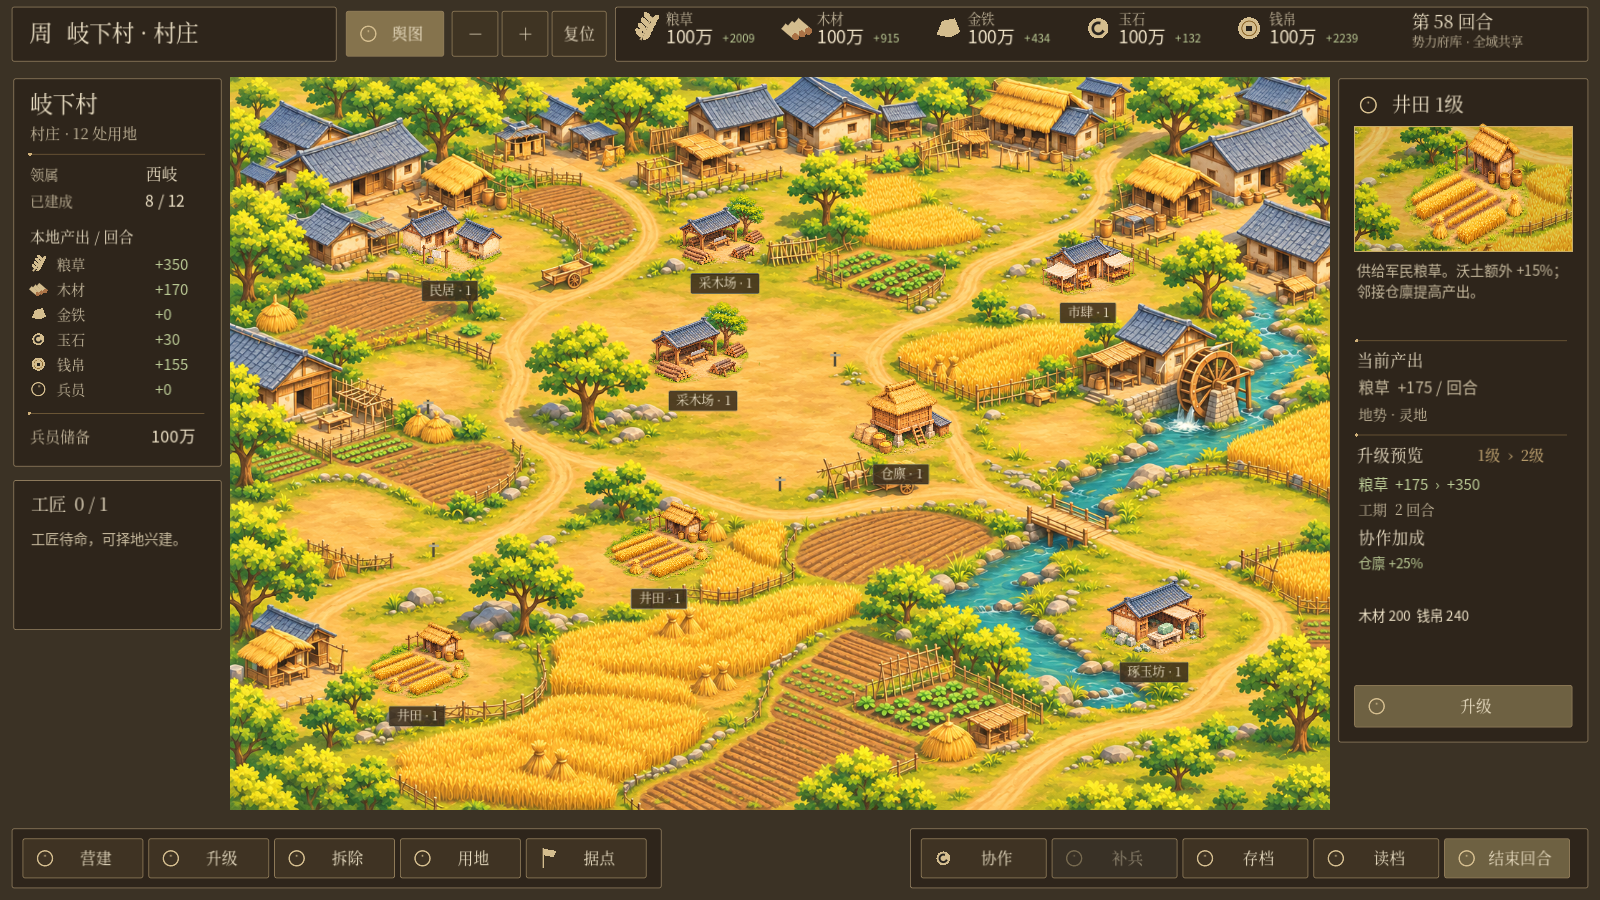 周 岐下村 · 村庄
舆图
－
＋
复位
粮草
100万 +2009
木材
100万 +915
金铁
100万 +434
玉石
100万 +132
钱帛
100万 +2239
第 58 回合
势力府库 · 全域共享
岐下村
村庄 · 12 处用地
领属 西岐
已建成 8 / 12
本地产出 / 回合
粮草 +350
木材 +170
金铁 +0
玉石 +30
钱帛 +155
兵员 +0
兵员储备 100万
工匠 0 / 1
工匠待命，可择地兴建。
民居 · 1
采木场 · 1
市肆 · 1
采木场 · 1
仓廪 · 1
井田 · 1
琢玉坊 · 1
井田 · 1
井田 1级
供给军民粮草。沃土额外 +15%；
邻接仓廪提高产出。
当前产出
粮草 +175 / 回合
地势 · 灵地
升级预览 1级 › 2级
粮草 +175 › +350
工期 2 回合
协作加成
仓廪 +25%
木材 200 钱帛 240
升级
营建
升级
拆除
用地
据点
协作
补兵
存档
读档
结束回合